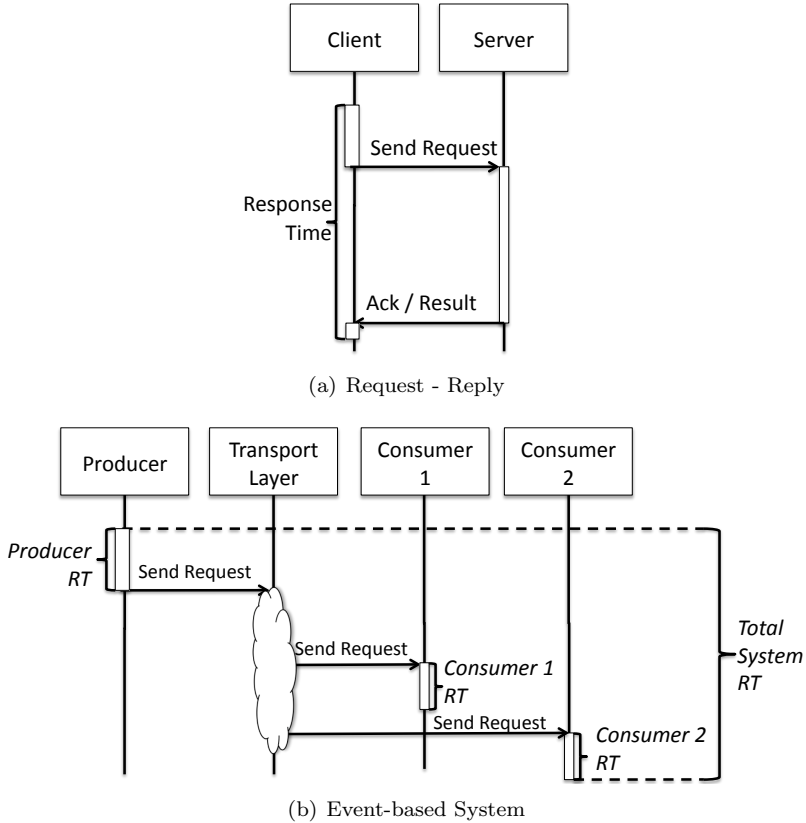 Client
Server
Send Request
Response
Time
Ack / Result
(a) Request - Reply
Producer
Transport
Layer
Consumer
1
Consumer
2
Producer
RT
Send Request
Send Request
Consumer 1
RT
Send Request
Consumer 2
RT
Total
System
RT
(b) Event-based System